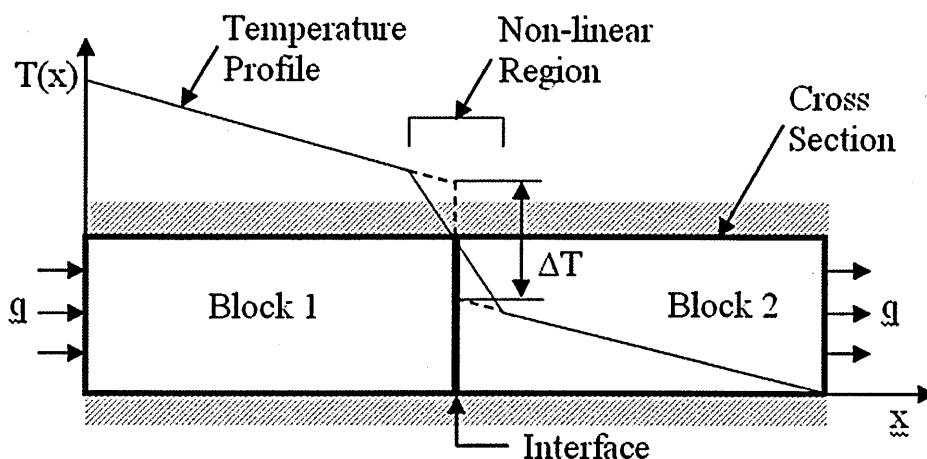 Temperature
Profile
Non-linear
Region
T(x)
Cross
Section
ΔT
q
Block 1
Block 2
q
x
Interface